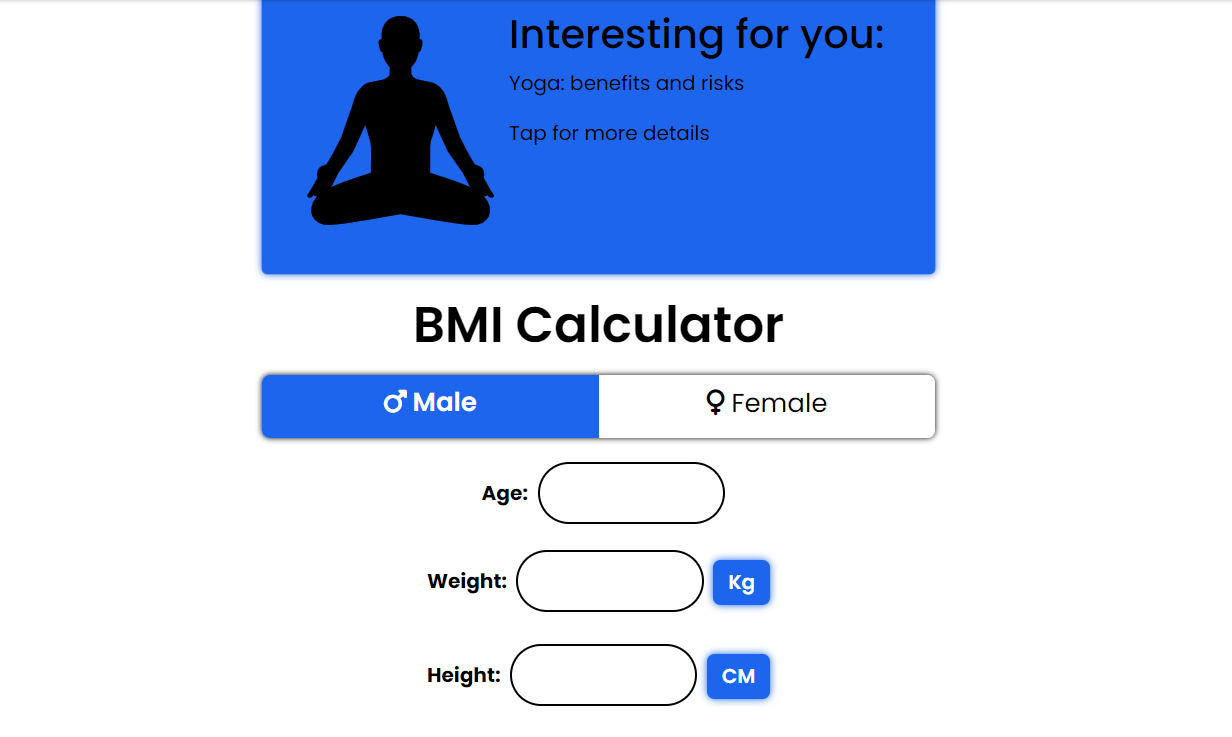 Interesting for you:
Yoga: benefits and risks
Tap for more details
BMI Calculator
♂ Male
♀ Female
Age:
Weight:
Kg
Height:
CM